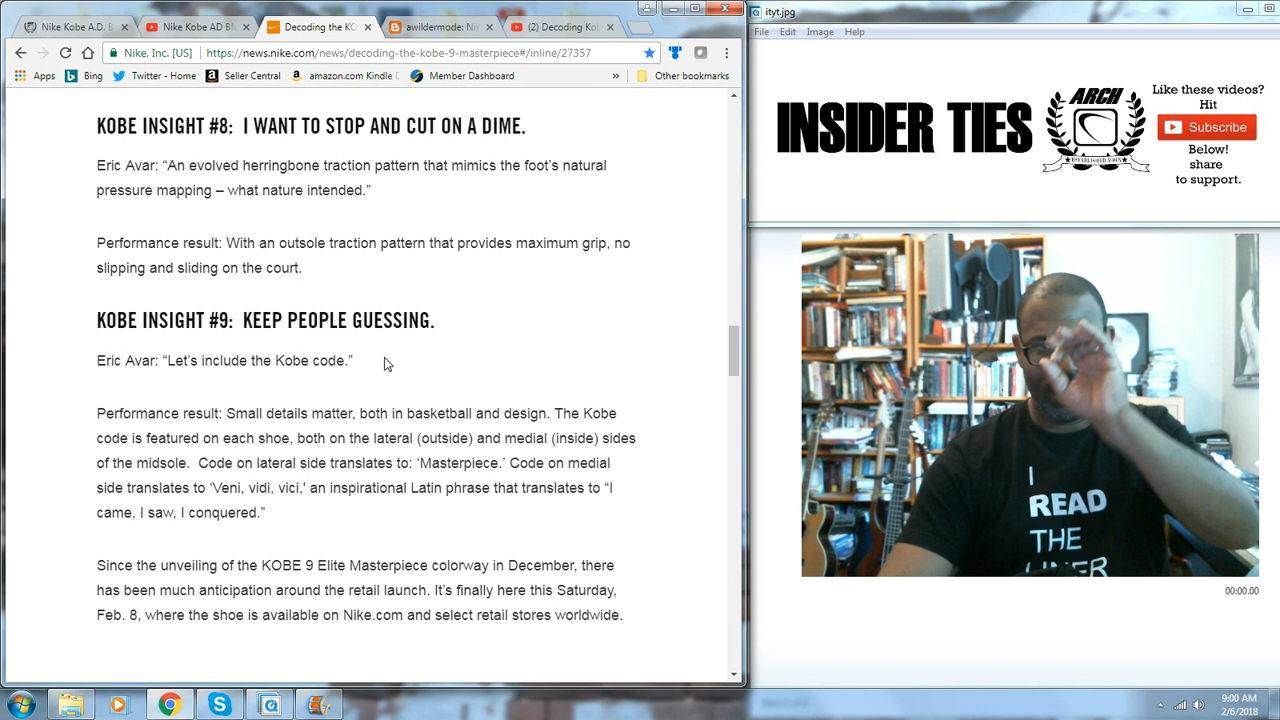 Nike Kobe A.D. B
Nike Kobe AD BM
Decoding the KO
awildermode: Ni
(2) Decoding Ko
ityt.jpg
Nike, Inc. [US]
https://news.nike.com/news/decoding-the-kobe-9-masterpiece#/inline/27357
File Edit Image Help
Apps Bing Twitter - Home Seller Central amazon.com Kindle Member Dashboard » Other bookmarks
KOBE INSIGHT #8: I WANT TO STOP AND CUT ON A DIME.
Eric Avar: “An evolved herringbone traction pattern that mimics the foot’s natural
pressure mapping – what nature intended.”
Performance result: With an outsole traction pattern that provides maximum grip, no
slipping and sliding on the court.
KOBE INSIGHT #9: KEEP PEOPLE GUESSING.
Eric Avar: “Let’s include the Kobe code.”
Performance result: Small details matter, both in basketball and design. The Kobe
code is featured on each shoe, both on the lateral (outside) and medial (inside) sides
of the midsole. Code on lateral side translates to: ‘Masterpiece.’ Code on medial
side translates to ‘Veni, vidi, vici,' an inspirational Latin phrase that translates to “I
came, I saw, I conquered.”
Since the unveiling of the KOBE 9 Elite Masterpiece colorway in December, there
has been much anticipation around the retail launch. It’s finally here this Saturday,
Feb. 8, where the shoe is available on Nike.com and select retail stores worldwide.
INSIDER TIES
ARCH
Like these videos?
Hit
Subscribe
Below!
share
to support.
I
READ
THE
LINER
00:00.00
9:00 AM
2/6/2018